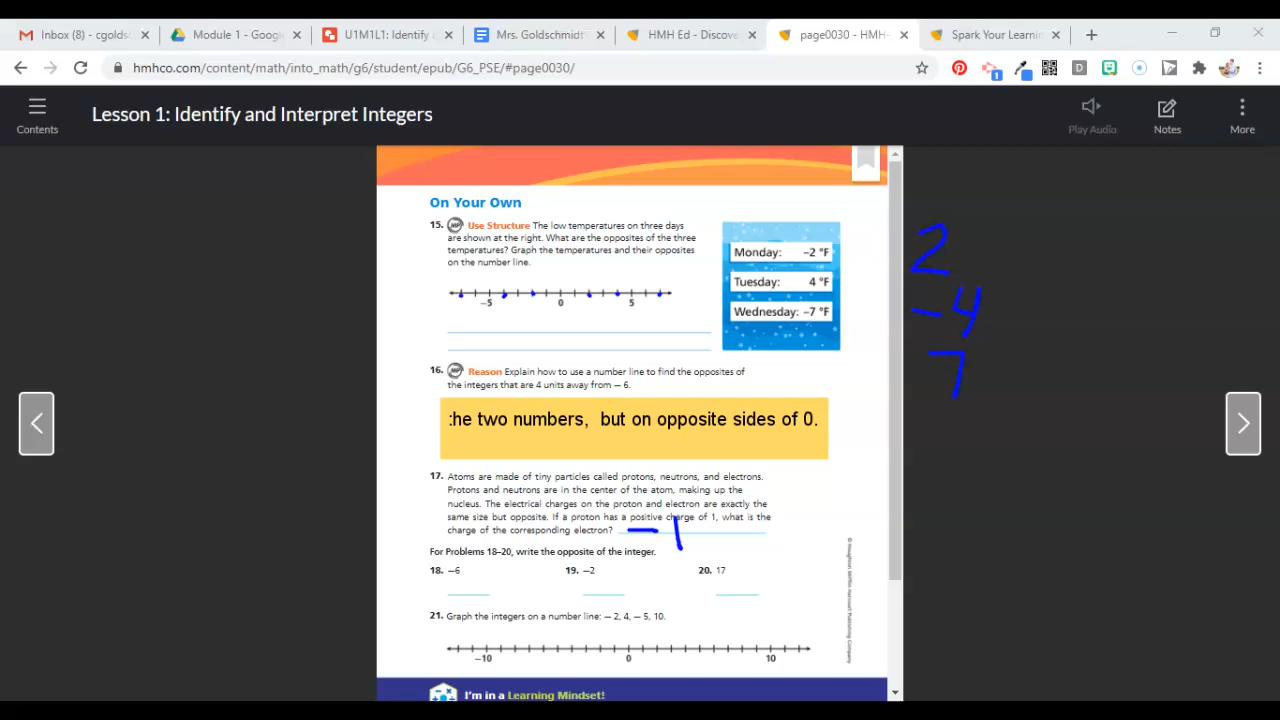 Inbox (8) - cgolds
Module 1 - Goog
U1M1L1: Identify
Mrs. Goldschmidt'
HMH Ed - Discove
page0030 - HMH
Spark Your Learnin
hmhco.com/content/math/into_math/g6/student/epub/G6_PSE/#page0030/
1
Contents
Lesson 1: Identify and Interpret Integers
Play Audio
Notes
More
On Your Own
15. MP Use Structure The low temperatures on three days
are shown at the right. What are the opposites of the three
temperatures? Graph the temperatures and their opposites
on the number line.
−5 0 5
Monday: −2 °F
Tuesday: 4 °F
Wednesday: −7 °F
2
−4
7
16. MP Reason Explain how to use a number line to find the opposites of
the integers that are 4 units away from − 6.
he two numbers, but on opposite sides of 0.
17. Atoms are made of tiny particles called protons, neutrons, and electrons.
Protons and neutrons are in the center of the atom, making up the
nucleus. The electrical charges on the proton and electron are exactly the
same size but opposite. If a proton has a positive charge of 1, what is the
charge of the corresponding electron? −1
For Problems 18–20, write the opposite of the integer.
18. −6 19. −2 20. 17
21. Graph the integers on a number line: − 2, 4, − 5, 10.
−10 0 10
© Houghton Mifflin Harcourt Publishing Company
I'm in a Learning Mindset!